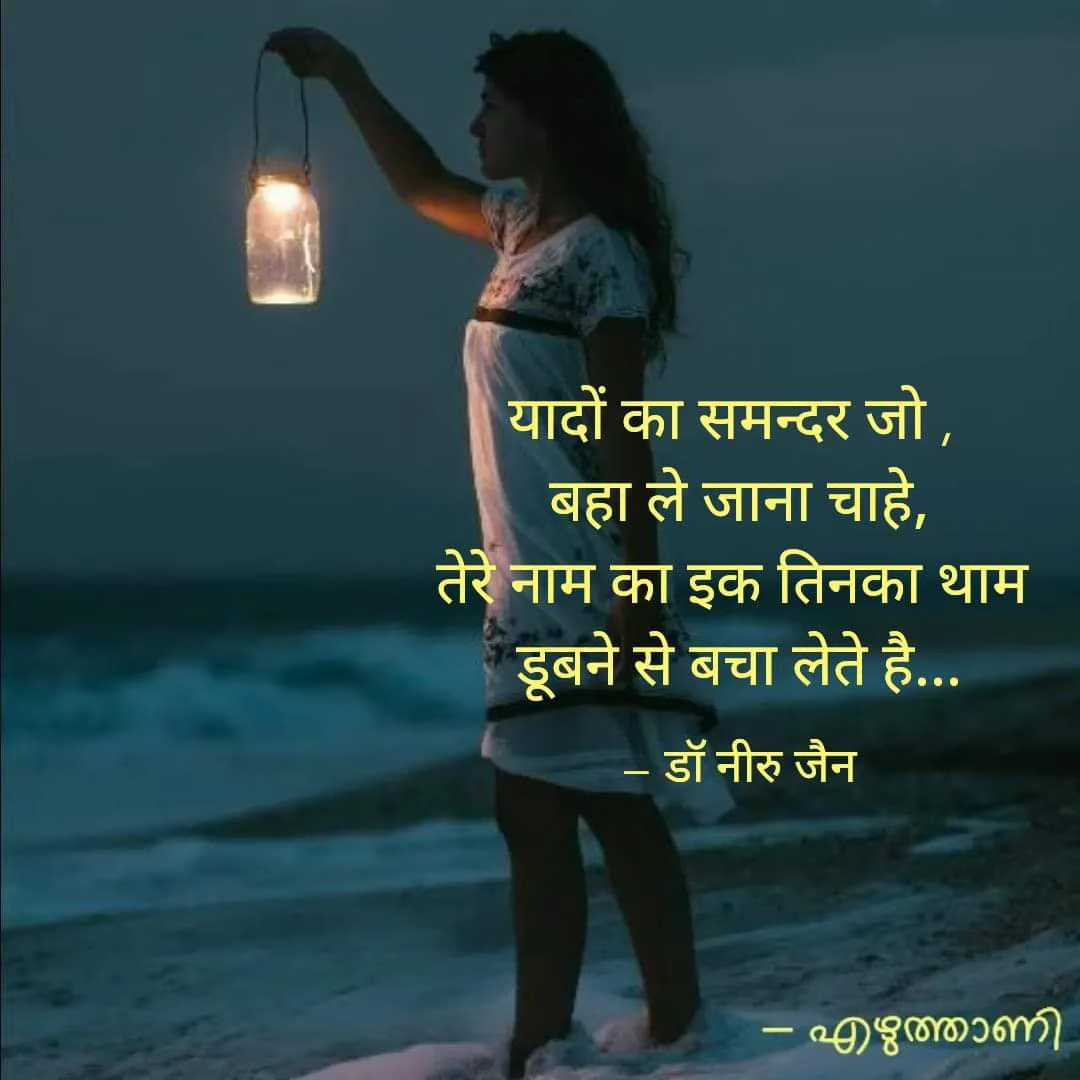 यादों का समन्दर जो ,
बहा ले जाना चाहे,
तेरे नाम का इक तिनका थाम
डूबने से बचा लेते है...
– डॉ नीरु जैन
– എഴുത്താണി